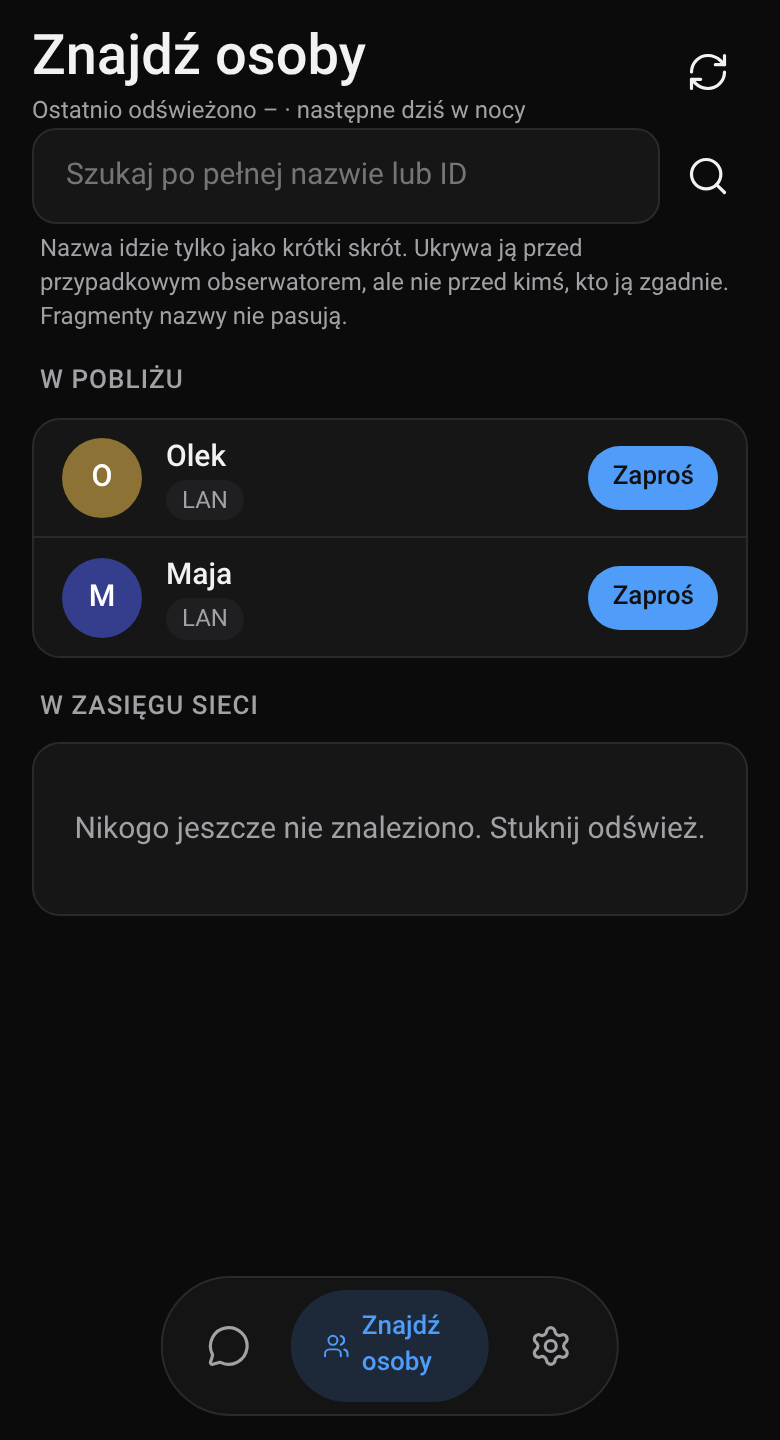 Znajdź osoby
Ostatnio odświeżono – · następne dziś w nocy
Szukaj po pełnej nazwie lub ID
Nazwa idzie tylko jako krótki skrót. Ukrywa ją przed
przypadkowym obserwatorem, ale nie przed kimś, kto ją zgadnie.
Fragmenty nazwy nie pasują.
W POBLIŻU
O
Olek
LAN
Zaproś
M
Maja
LAN
Zaproś
W ZASIĘGU SIECI
Nikogo jeszcze nie znaleziono. Stuknij odśwież.
Znajdź
osoby